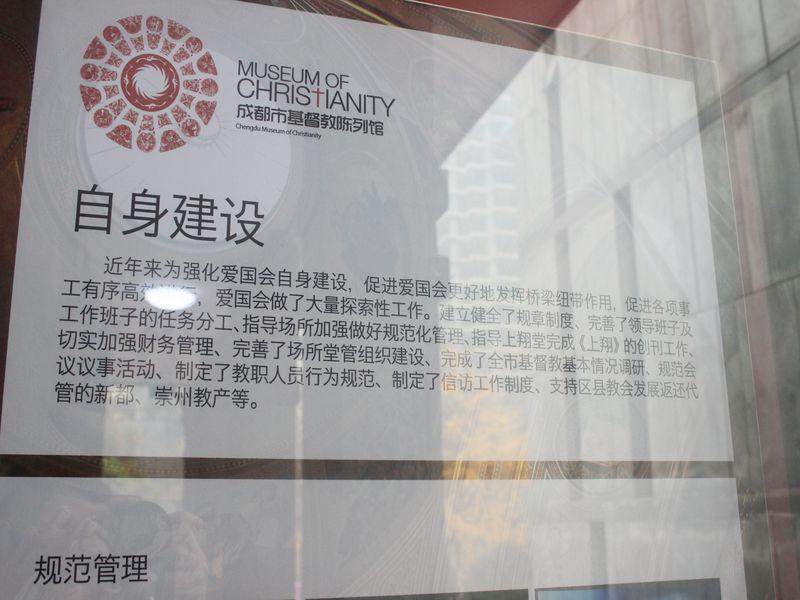 MUSEUM OF
CHRIS✝IANITY
成都市基督教陈列馆
Chengdu Museum of Christianity
自身建设
近年来为强化爱国会自身建设，促进爱国会更好地发挥桥梁纽带作用，促进各项事
工有序高效进行，爱国会做了大量探索性工作。建立健全了规章制度、完善了领导班子及
工作班子的任务分工、指导场所加强做好规范化管理、指导上翔堂完成《上翔》的创刊工作、
切实加强财务管理、完善了场所堂管组织建设、完成了全市基督教基本情况调研、规范会
议议事活动、制定了教职人员行为规范、制定了信访工作制度、支持区县教会发展返还代
管的新都、崇州教产等。
规范管理